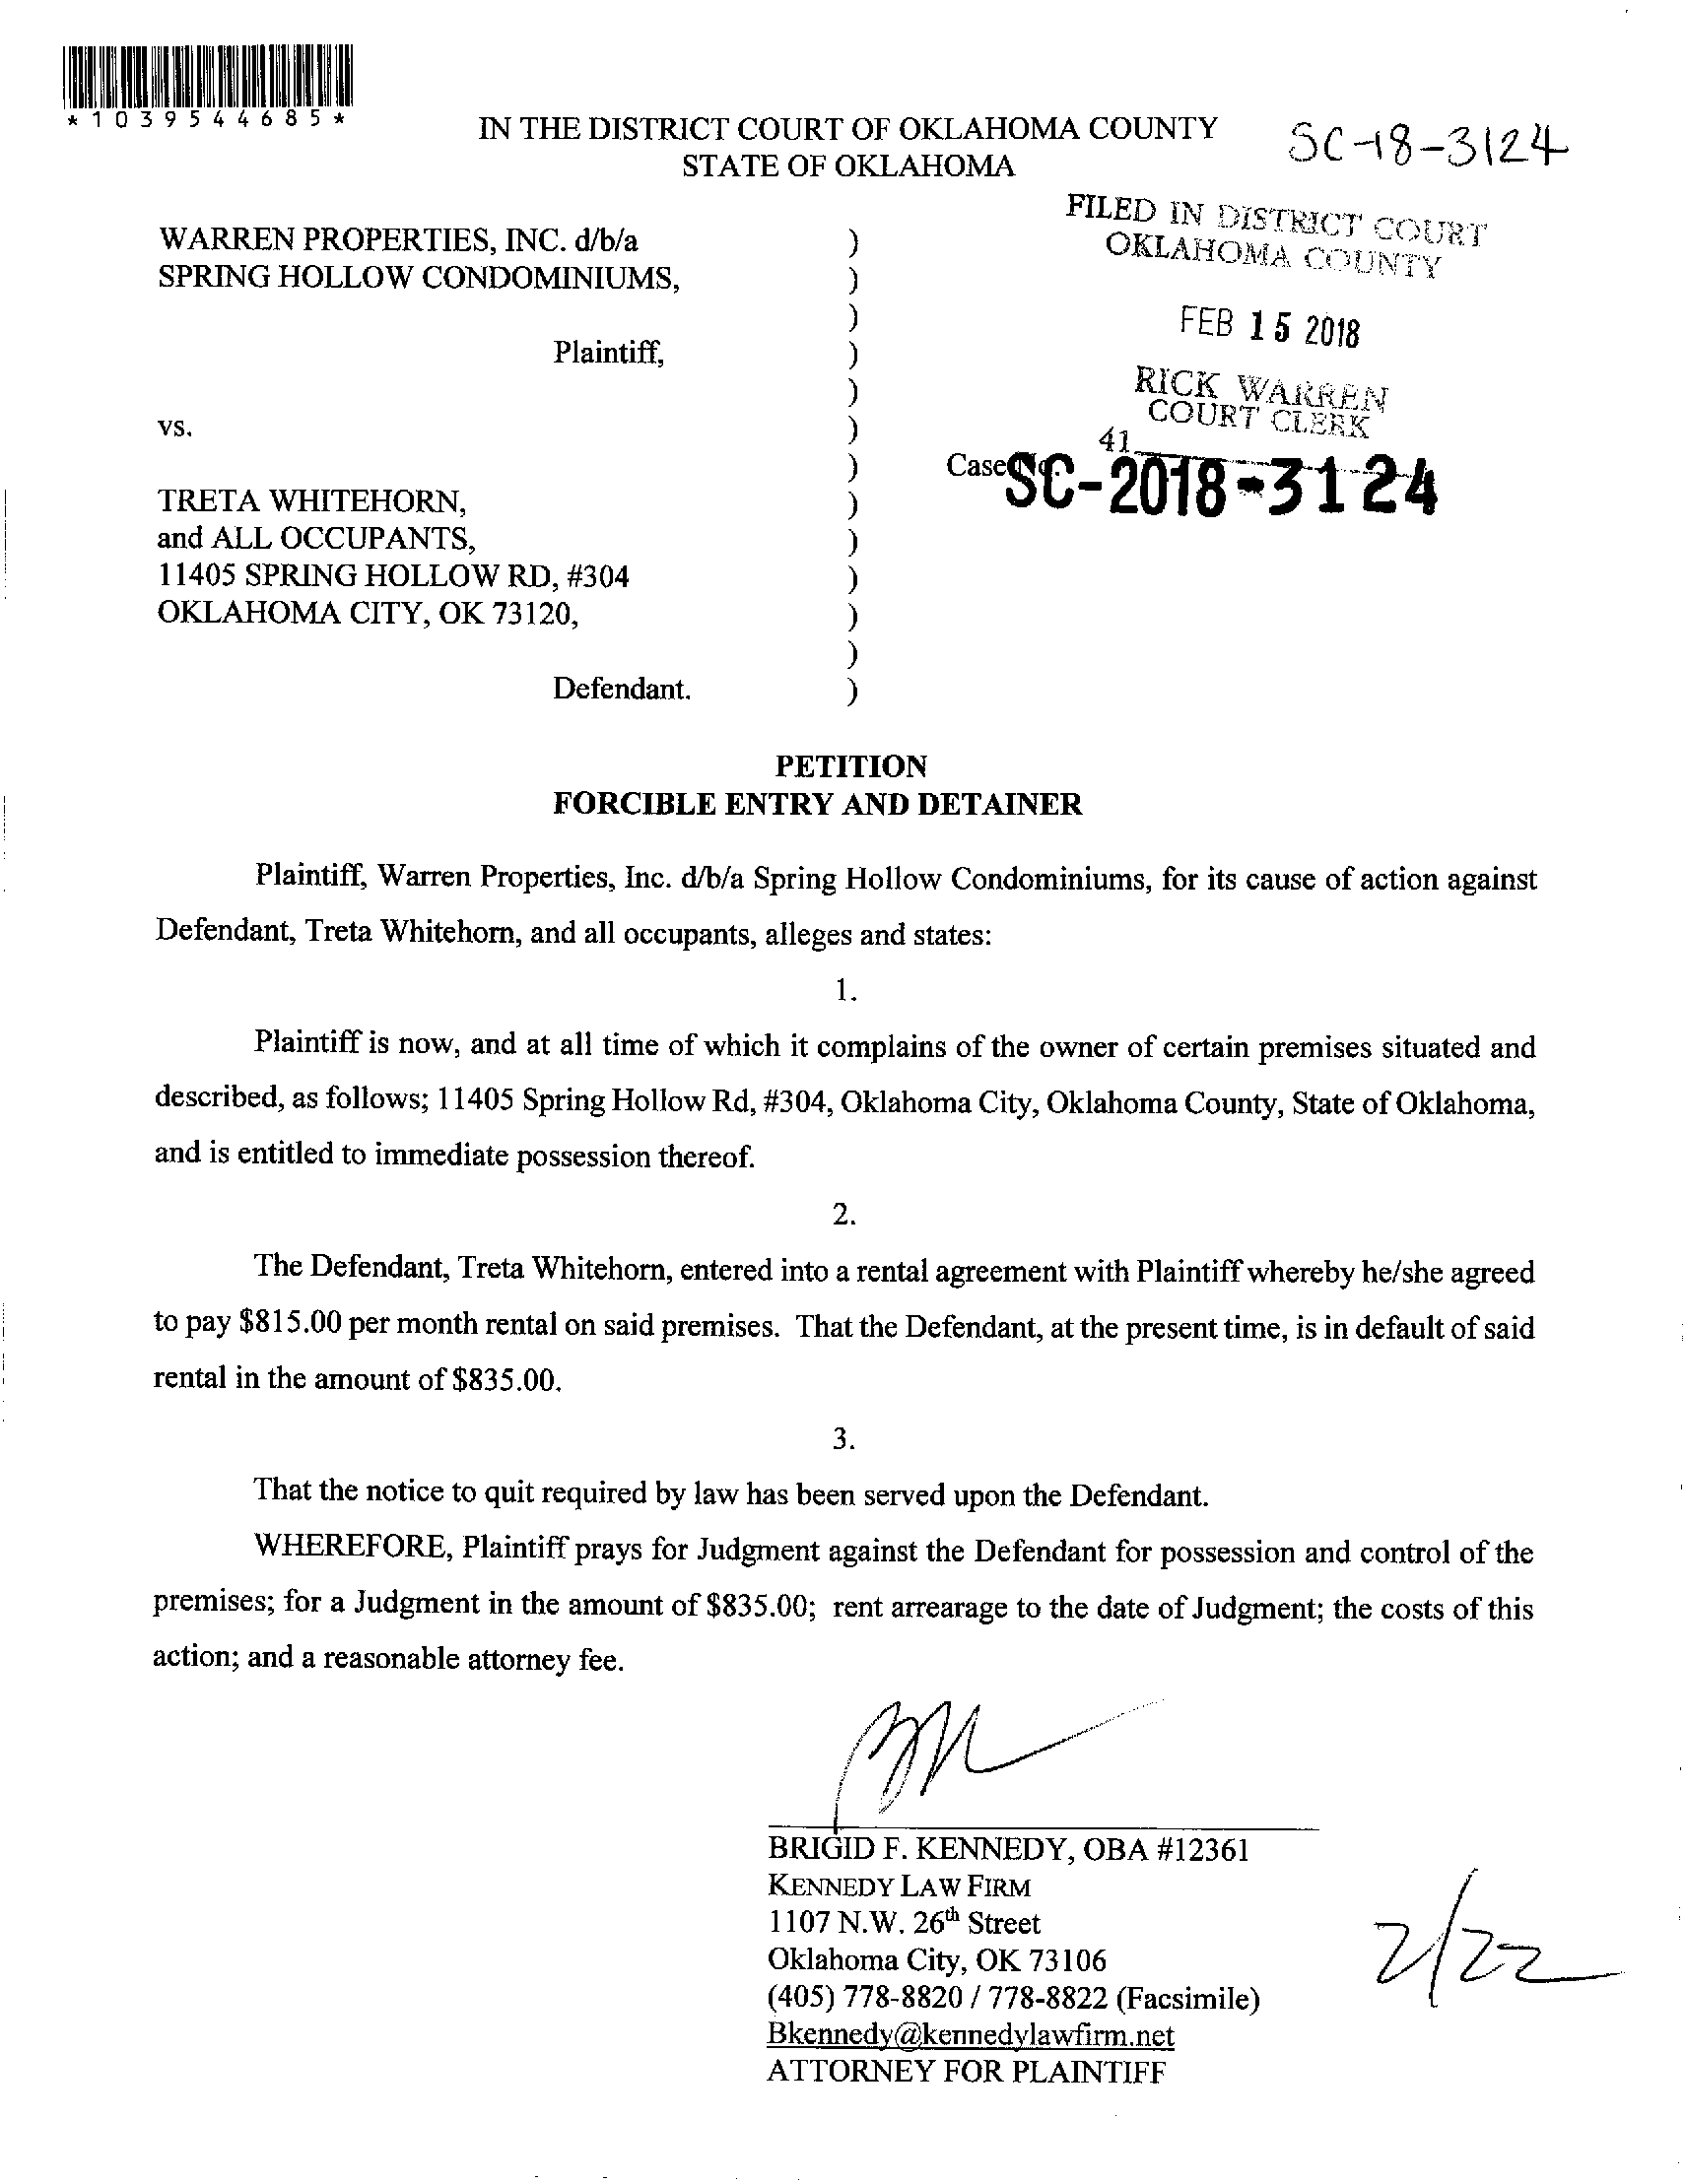 *1039544685*
IN THE DISTRICT COURT OF OKLAHOMA COUNTY
STATE OF OKLAHOMA
SC-18-3124
FILED IN DISTRICT COURT
OKLAHOMA COUNTY
FEB 15 2018
RICK WARREN
COURT CLERK
41
WARREN PROPERTIES, INC. d/b/a )
SPRING HOLLOW CONDOMINIUMS, )
)
Plaintiff, )
)
vs. )
) Case No. SC-2018-3124
TRETA WHITEHORN, )
and ALL OCCUPANTS, )
11405 SPRING HOLLOW RD, #304 )
OKLAHOMA CITY, OK 73120, )
)
Defendant. )
PETITION
FORCIBLE ENTRY AND DETAINER
Plaintiff, Warren Properties, Inc. d/b/a Spring Hollow Condominiums, for its cause of action against
Defendant, Treta Whitehorn, and all occupants, alleges and states:
1.
Plaintiff is now, and at all time of which it complains of the owner of certain premises situated and
described, as follows; 11405 Spring Hollow Rd, #304, Oklahoma City, Oklahoma County, State of Oklahoma,
and is entitled to immediate possession thereof.
2.
The Defendant, Treta Whitehorn, entered into a rental agreement with Plaintiff whereby he/she agreed
to pay $815.00 per month rental on said premises. That the Defendant, at the present time, is in default of said
rental in the amount of $835.00.
3.
That the notice to quit required by law has been served upon the Defendant.
WHEREFORE, Plaintiff prays for Judgment against the Defendant for possession and control of the
premises; for a Judgment in the amount of $835.00; rent arrearage to the date of Judgment; the costs of this
action; and a reasonable attorney fee.
BRIGID F. KENNEDY, OBA #12361
KENNEDY LAW FIRM
1107 N.W. 26th Street
Oklahoma City, OK 73106
(405) 778-8820 / 778-8822 (Facsimile)
Bkennedy@kennedylawfirm.net
ATTORNEY FOR PLAINTIFF
2/22